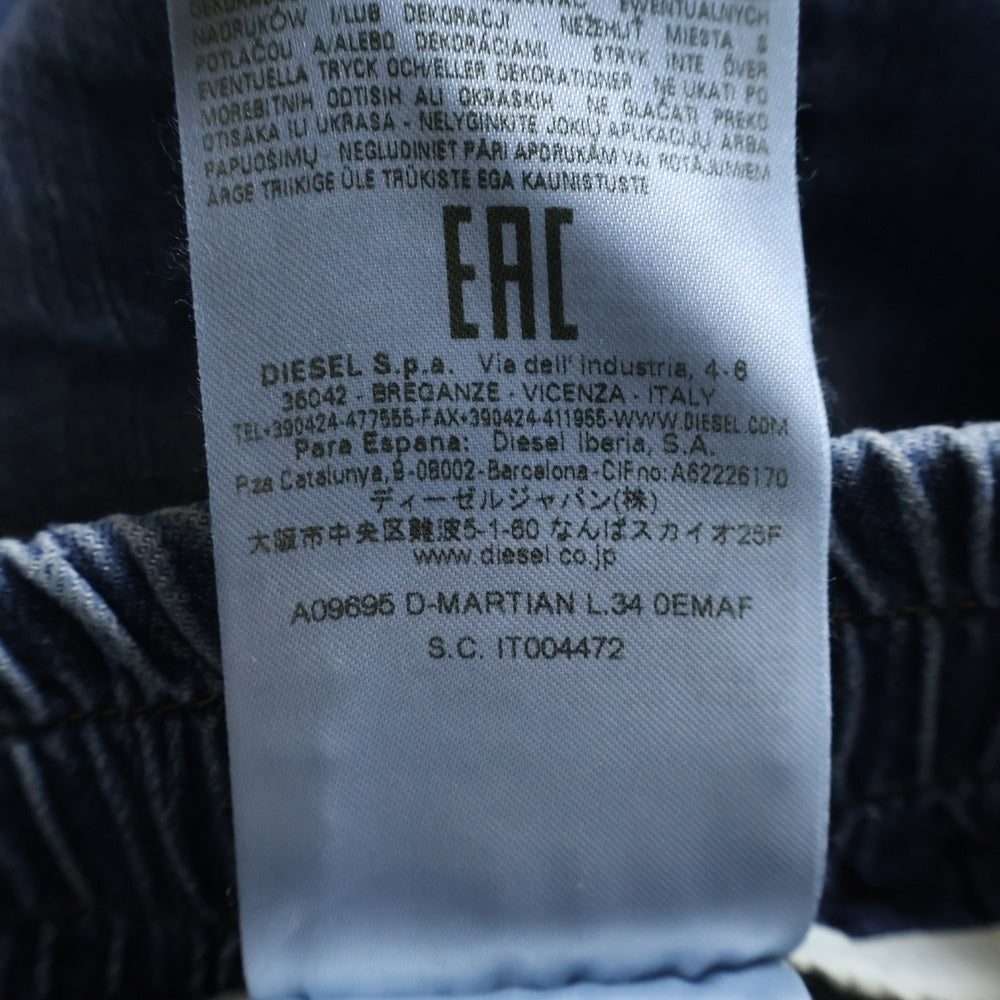 EWENTUALNYCH
NADRUKÓW I/LUB DEKORACJI - NEŽEHLIŤ MIESTA S
POTLAČOU A/ALEBO DEKORÁCIAMI STRYK INTE ÖVER
EVENTUELLA TRYCK OCH/ELLER DEKORATIONER NE LIKATI PO
MOREBITNIH ODTISIH ALI OKRASKIH - NE GLAČATI PREKO
OTISAKA ILI UKRASA - NELYGINKITE JOKIŲ APLIKACIJŲ ARBA
PAPUOŠIMŲ NEGLUDINIET PĀRI APDRUKĀM VAI ROTĀJUMIEM
ÄRGE TRIIKIGE ÜLE TRÜKISTE EGA KAUNISTUSTE
EAC
DIESEL S.p.a. Via dell' Industria, 4-6
36042 - BREGANZE - VICENZA - ITALY
TEL+390424-477555-FAX+390424-411955-WWW.DIESEL.COM
Para Espana: Diesel Iberia, S.A.
Pza Catalunya,9-08002-Barcelona-CIFno:A62226170
ディーゼルジャパン(株)
大阪市中央区難波5-1-60 なんばスカイオ25F
www.diesel.co.jp
A09695 D-MARTIAN L.34 0EMAF
S.C. IT004472